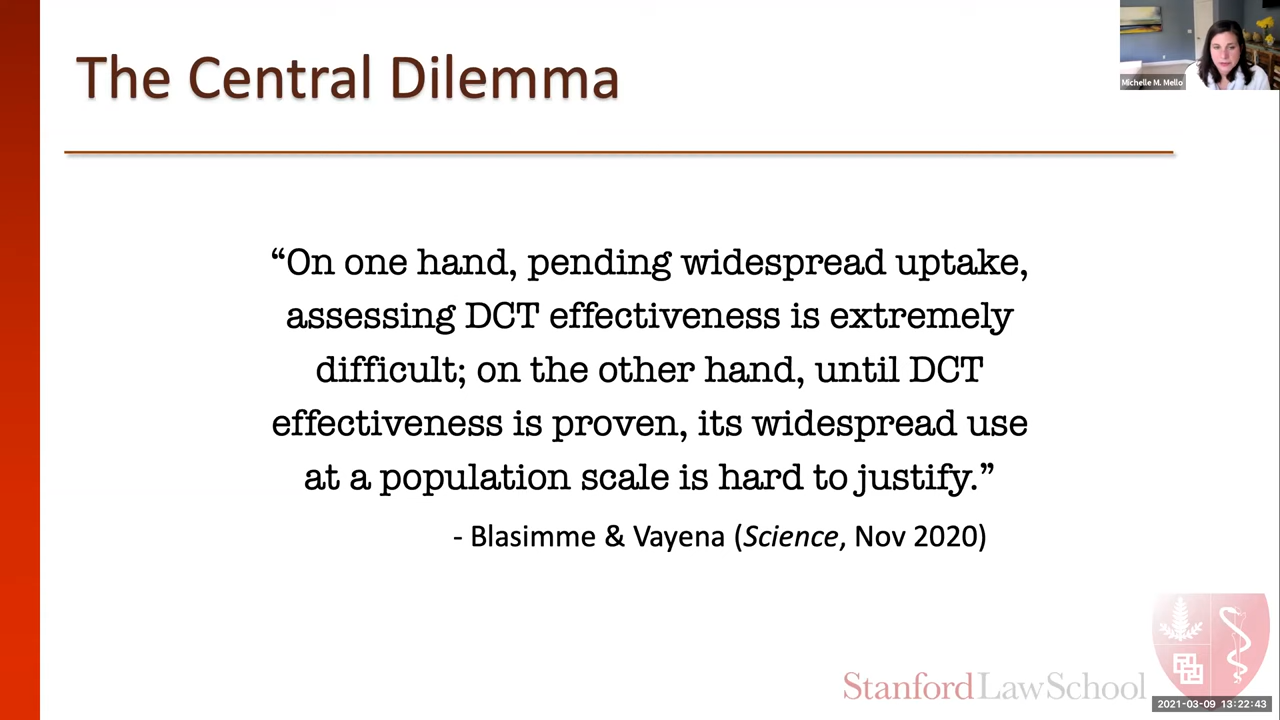 The Central Dilemma
Michelle M. Mello
“On one hand, pending widespread uptake,
assessing DCT effectiveness is extremely
difficult; on the other hand, until DCT
effectiveness is proven, its widespread use
at a population scale is hard to justify.”
- Blasimme & Vayena (Science, Nov 2020)
Stanford Law School
2021-03-09 13:22:43